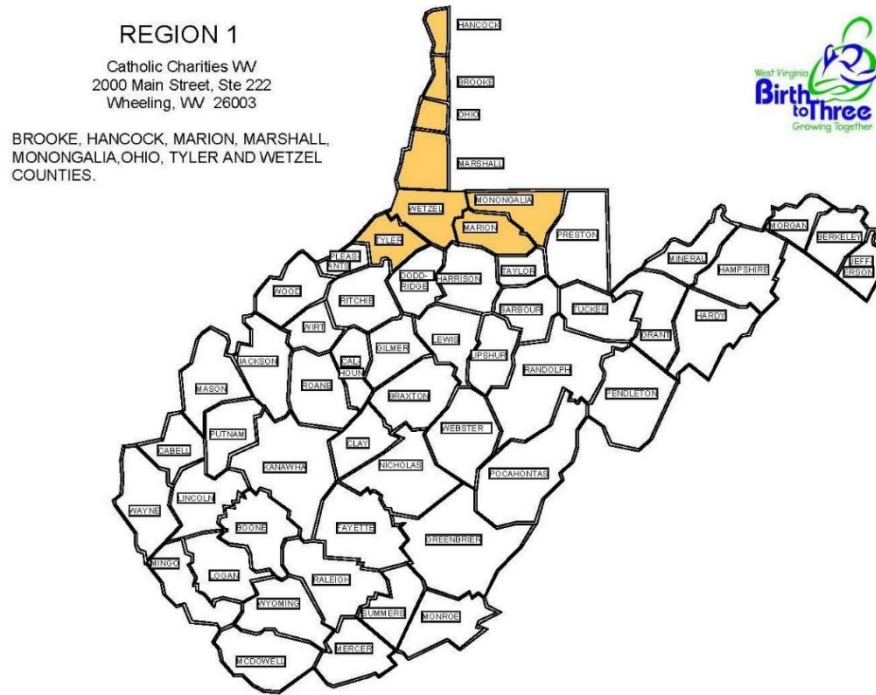 REGION 1
Catholic Charities WV
2000 Main Street, Ste 222
Wheeling, WV 26003
BROOKE, HANCOCK, MARION, MARSHALL,
MONONGALIA,OHIO, TYLER AND WETZEL
COUNTIES.
West Virginia
Birth
to Three
Growing Together
HANCOCK
BROOKE
OHIO
MARSHALL
WETZEL
MONONGALIA
MARION
PRESTON
TYLER
PLEAS
ANTS
DODD-
RIDGE
HARRISON
TAYLOR
MORGAN
BERKELEY
JEFF
ERSON
MINERAL
HAMPSHIRE
WOOD
RITCHIE
BARBOUR
TUCKER
GRANT
HARDY
WIRT
GILMER
LEWIS
UPSHUR
JACKSON
CAL-
HOUN
RANDOLPH
MASON
ROANE
BRAXTON
PENDLETON
PUTNAM
CLAY
WEBSTER
CABELL
KANAWHA
NICHOLAS
POCAHONTAS
WAYNE
LINCOLN
BOONE
FAYETTE
GREENBRIER
MINGO
LOGAN
RALEIGH
WYOMING
SUMMERS
MONROE
MCDOWELL
MERCER